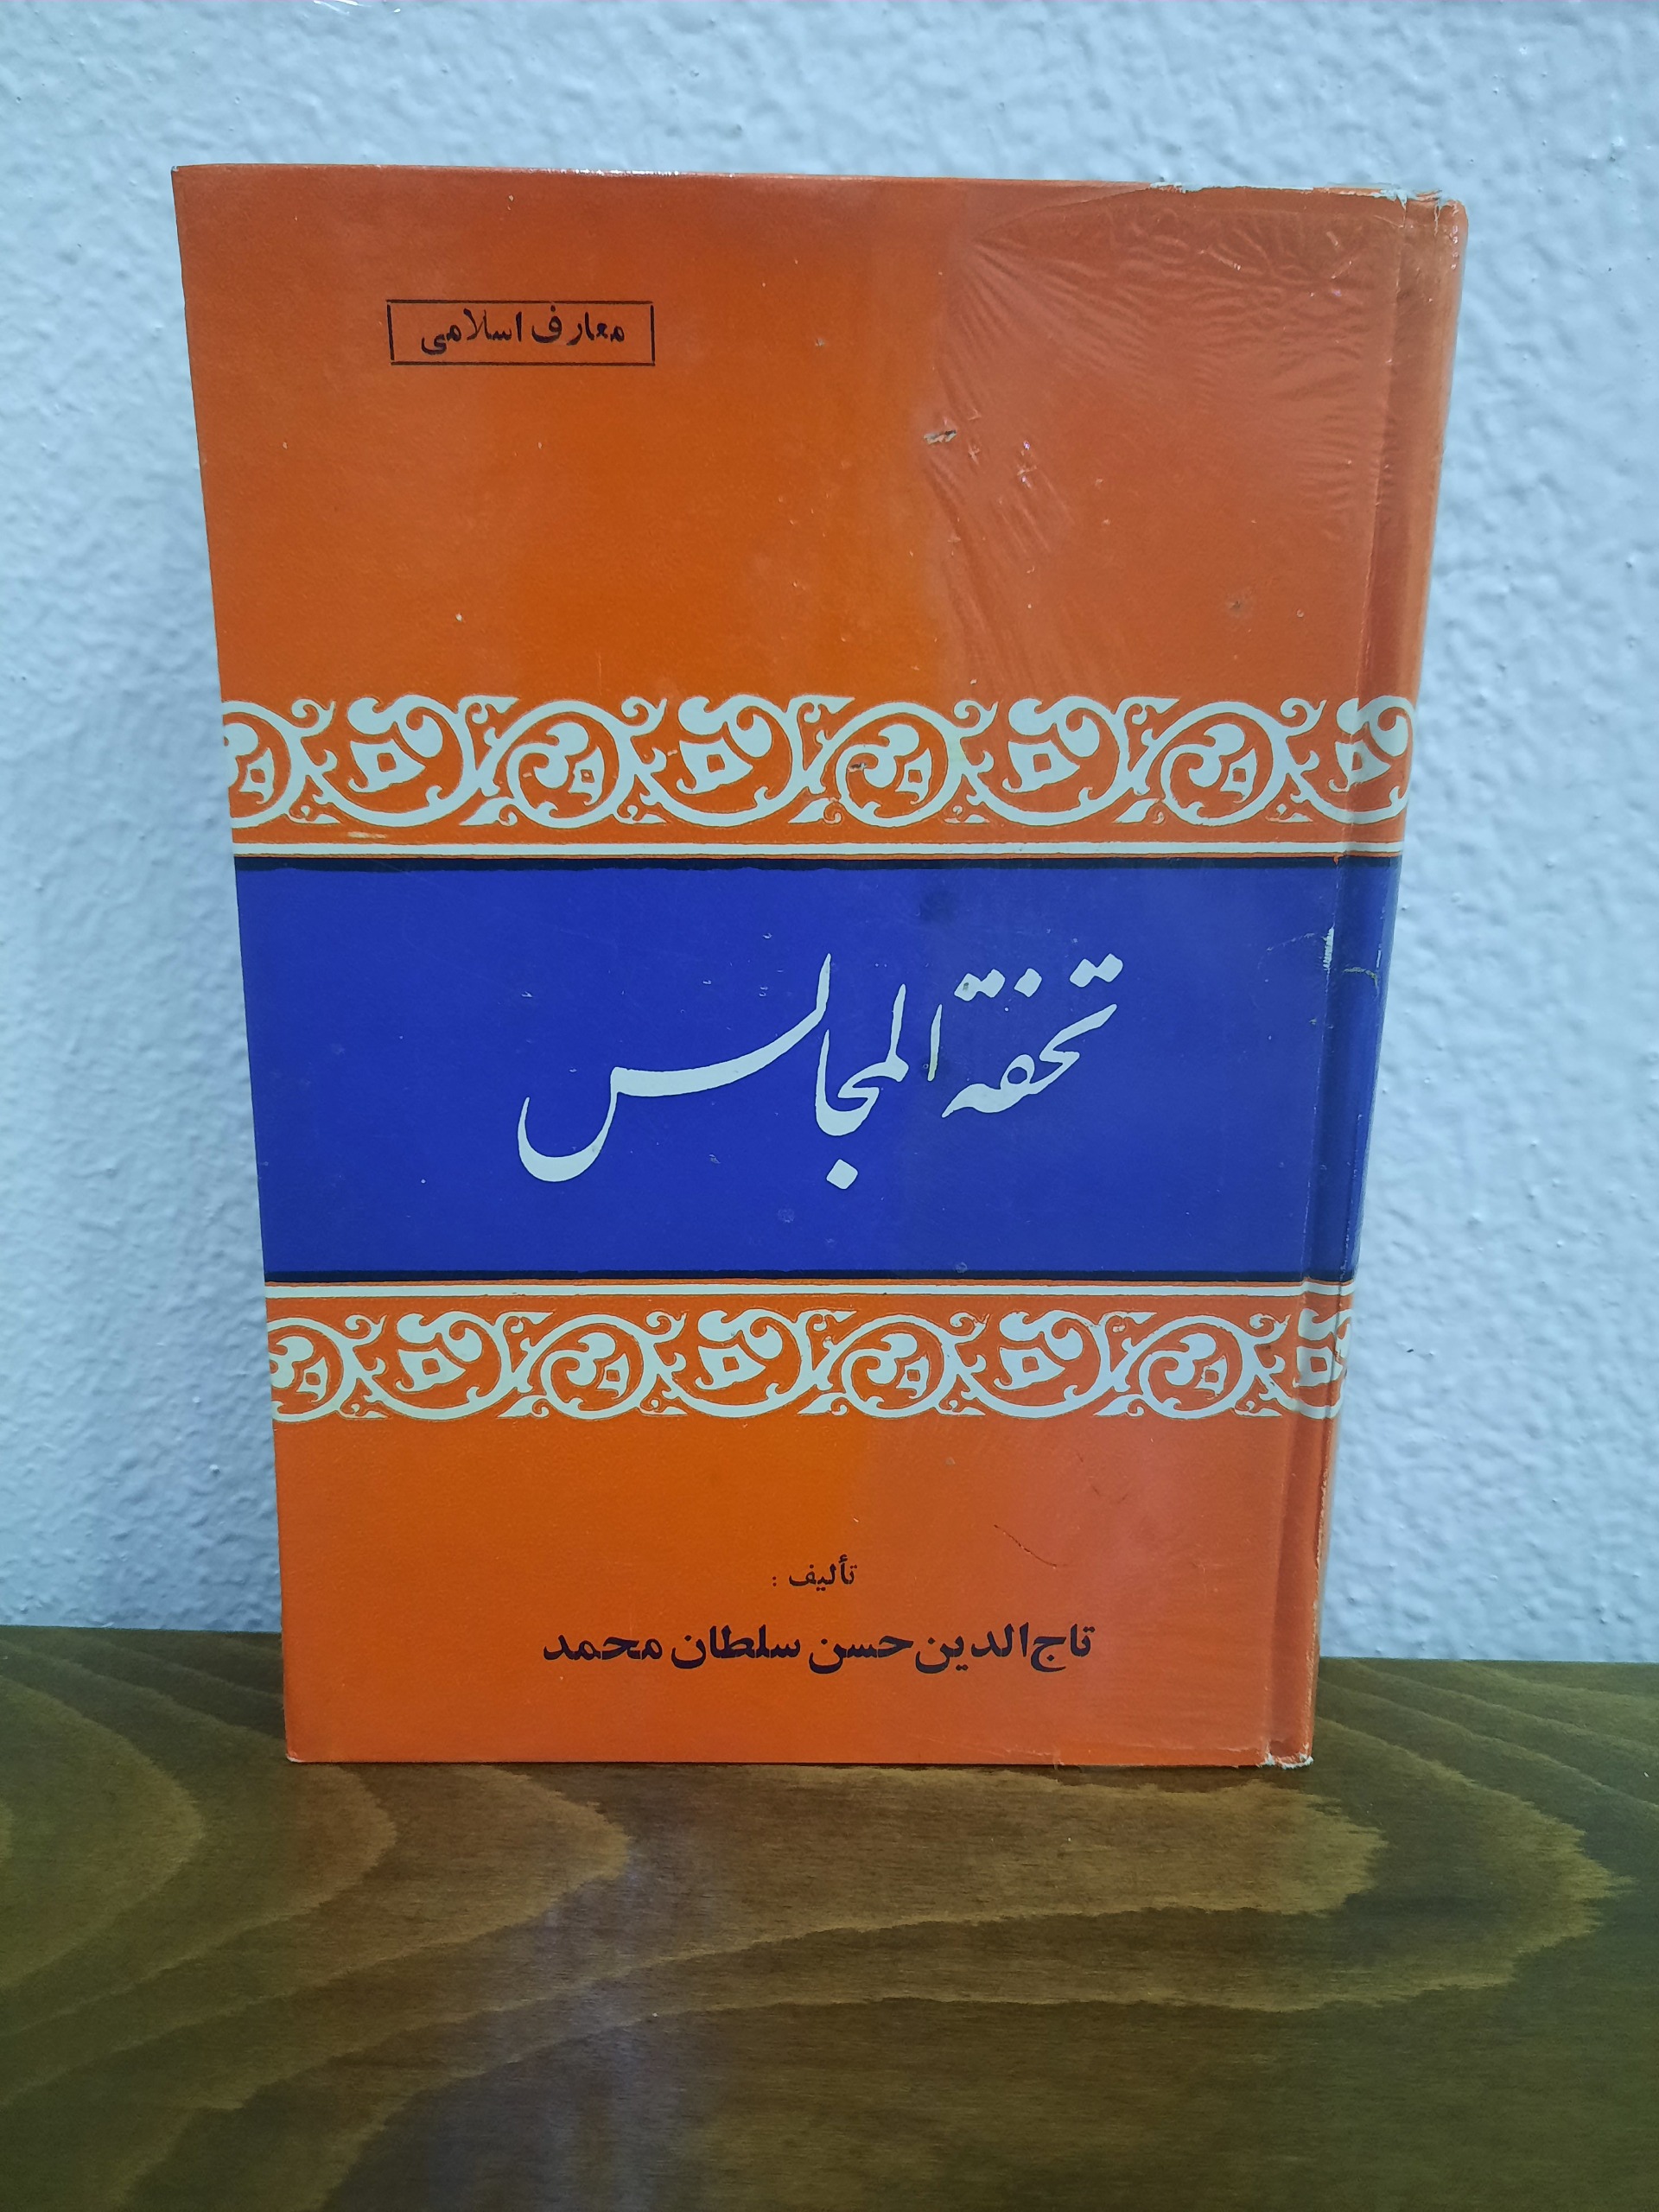 معارف اسلامی
تحفة المجالس
تألیف :
تاج‌الدین حسن سلطان محمد